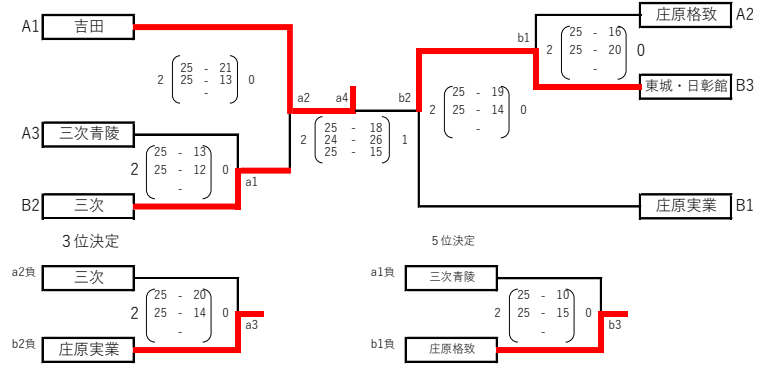 A1 吉田
2 25 - 21 0
25 - 13
-
A3 三次青陵
2 25 - 13 0
25 - 12
-
a1
B2 三次
a2 a4
2 25 - 18 1
24 - 26
25 - 15
庄原格致 A2
b1
2 25 - 16 0
25 - 20
-
東城・日彰館 B3
b2
2 25 - 19 0
25 - 14
-
庄原実業 B1
3位決定
a2負 三次
2 25 - 20 0
25 - 14
-
a3
b2負 庄原実業
5位決定
a1負 三次青陵
2 25 - 10 0
25 - 15
-
b3
b1負 庄原格致